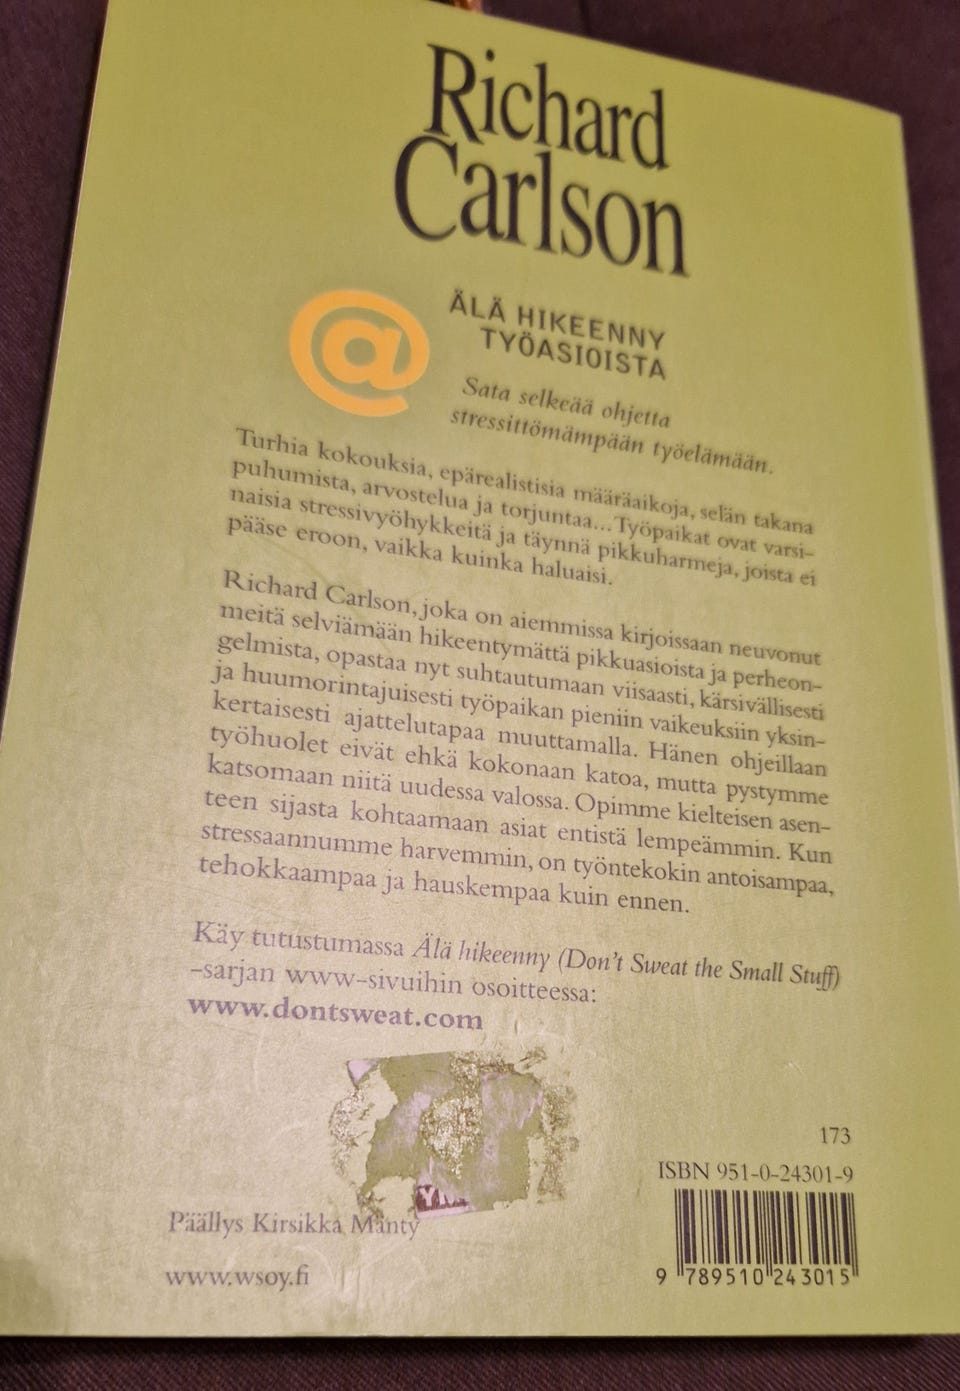 Richard
Carlson
@
ÄLÄ HIKEENNY
TYÖASIOISTA
Sata selkeää ohjetta
stressittömämpään työelämään.
Turhia kokouksia, epärealistisia määräaikoja, selän takana
puhumista, arvostelua ja torjuntaa... Työpaikat ovat varsi-
naisia stressivyöhykkeitä ja täynnä pikkuharmeja, joista ei
pääse eroon, vaikka kuinka haluaisi.
Richard Carlson, joka on aiemmissa kirjoissaan neuvonut
meitä selviämään hikeentymättä pikkuasioista ja perheon-
gelmista, opastaa nyt suhtautumaan viisaasti, kärsivällisesti
ja huumorintajuisesti työpaikan pieniin vaikeuksiin yksin-
kertaisesti ajattelutapaa muuttamalla. Hänen ohjeillaan
työhuolet eivät ehkä kokonaan katoa, mutta pystymme
katsomaan niitä uudessa valossa. Opimme kielteisen asen-
teen sijasta kohtaamaan asiat entistä lempeämmin. Kun
stressaannumme harvemmin, on työntekokin antoisampaa,
tehokkaampaa ja hauskempaa kuin ennen.
Käy tutustumassa Älä hikeenny (Don't Sweat the Small Stuff)
-sarjan www-sivuihin osoitteessa:
www.dontsweat.com
173
ISBN 951-0-24301-9
Päällys Kirsikka Mänty
www.wsoy.fi
9 789510 243015